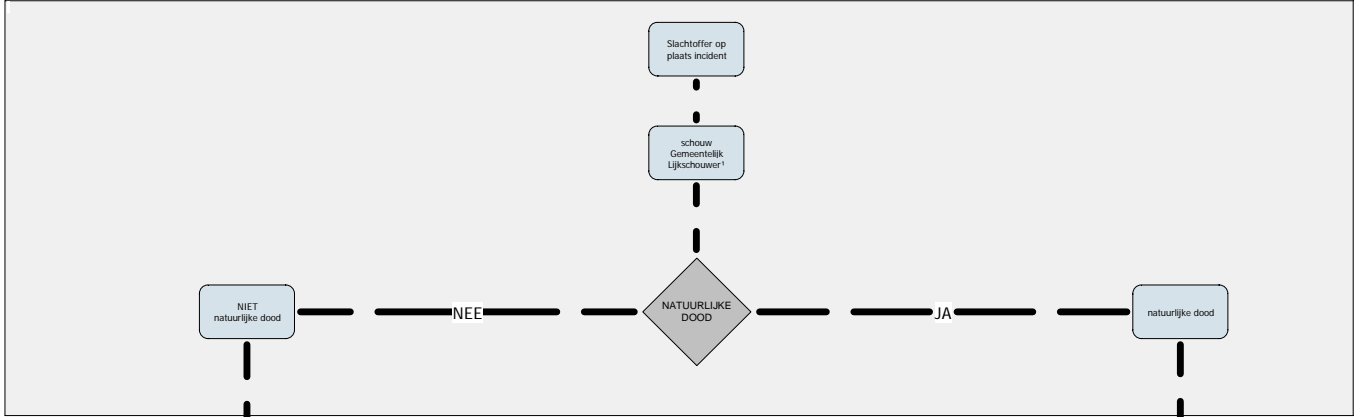 Slachtoffer op
plaats incident
schouw
Gemeentelijk
Lijkschouwer¹
NIET
natuurlijke dood
NEE
NATUURLIJKE
DOOD
JA
natuurlijke dood